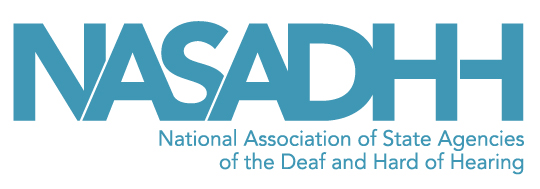 NASADHH
National Association of State Agencies
of the Deaf and Hard of Hearing